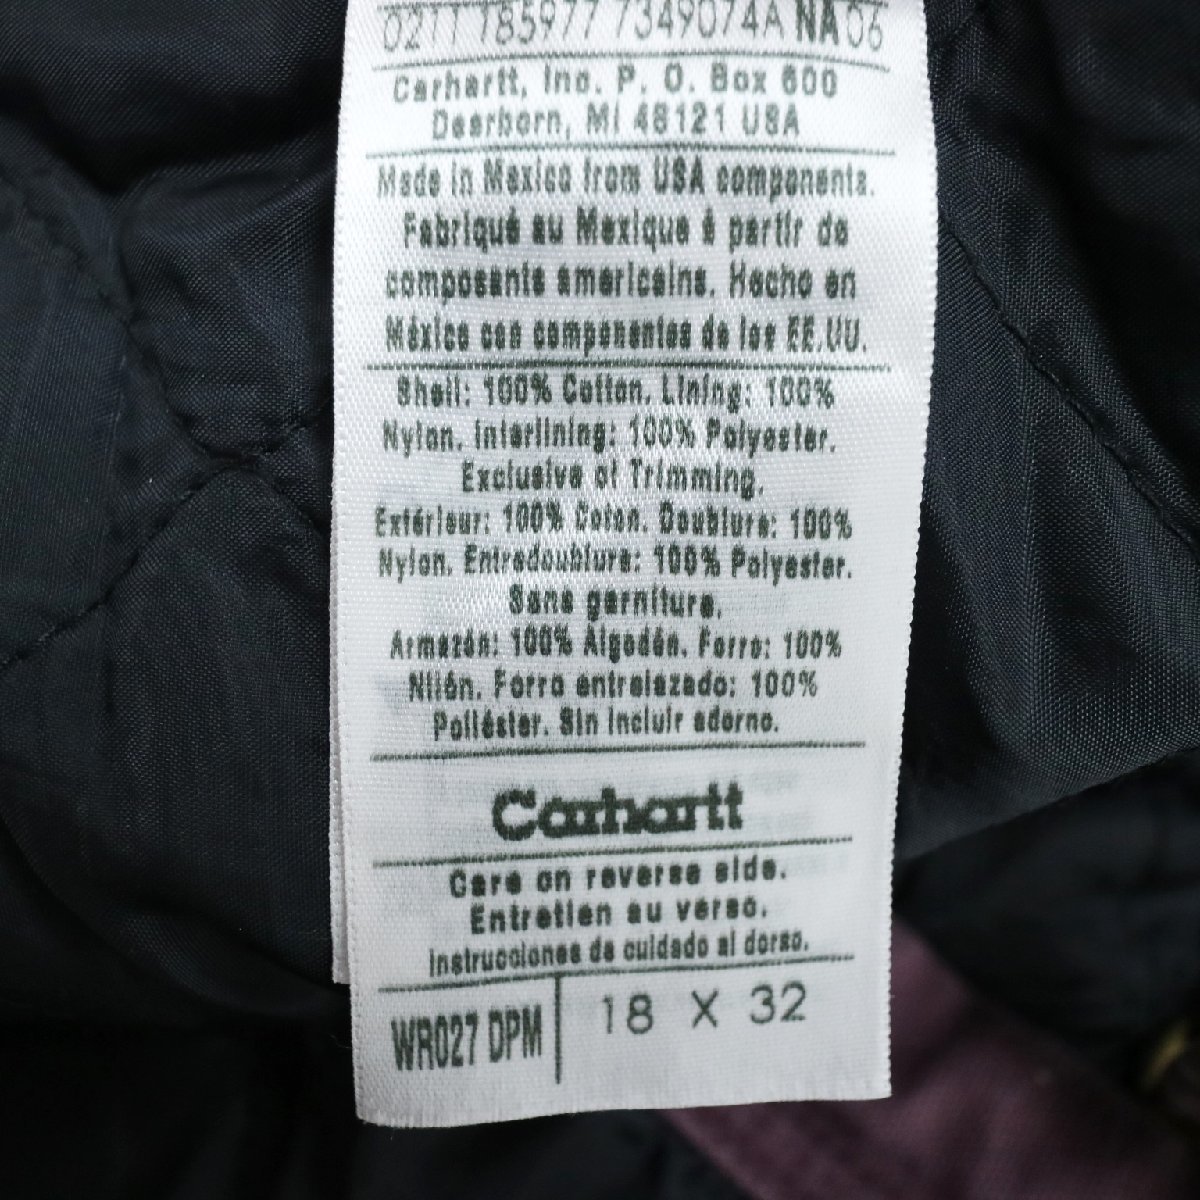 0211 185977 7349074A NA 06
Carhartt, Inc. P. O. Box 600
Dearborn, MI 48121 USA
Made in Mexico from USA components.
Fabriqué au Mexique à partir de
composants americains. Hecho en
México con componentes de los EE.UU.
Shell: 100% Cotton. Lining: 100%
Nylon. Interlining: 100% Polyester.
Exclusive of Trimming.
Extérieur: 100% Coton. Doublure: 100%
Nylon. Entredoublure: 100% Polyester.
Sans garniture.
Armazón: 100% Algodón. Forro: 100%
Nilón. Forro entrelazado: 100%
Poliéster. Sin incluir adorno.
Carhartt
Care on reverse side.
Entretien au verso.
Instrucciones de cuidado al dorso.
WR027 DPM 18 X 32